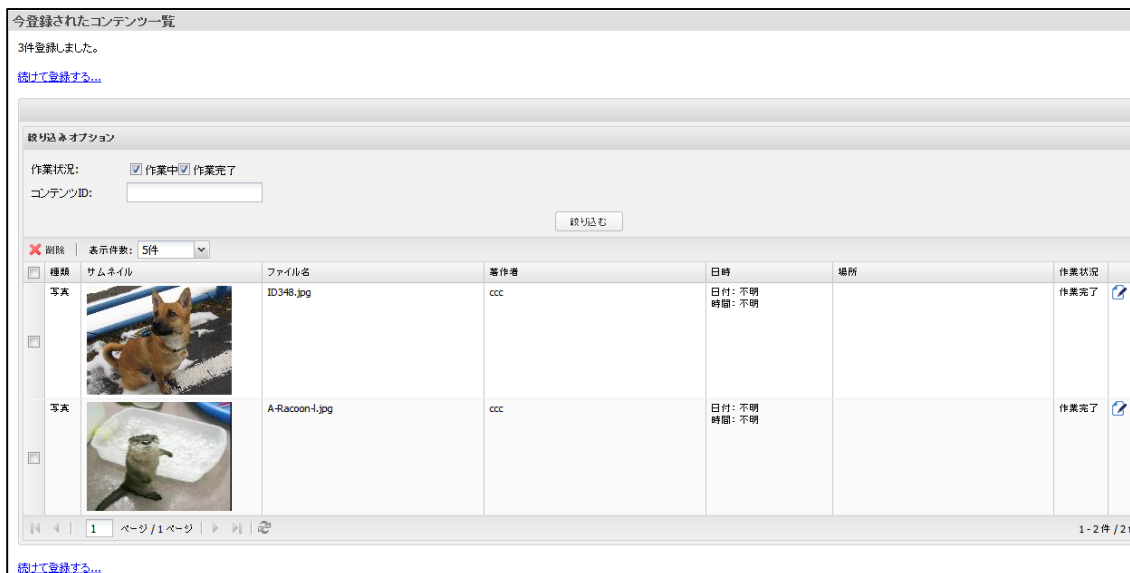 今登録されたコンテンツ一覧
3件登録しました。
続けて登録する...
絞り込みオプション
作業状況: 作業中 作業完了
コンテンツID:
絞り込む
削除 表示件数: 5件
種類 サムネイル ファイル名 著作者 日時 場所 作業状況
写真 ID348.jpg ccc 日付: 不明 作業完了
時間: 不明
写真 A-Racoon-l.jpg ccc 日付: 不明 作業完了
時間: 不明
1 ページ / 1 ページ 1 - 2 件 / 2
続けて登録する...